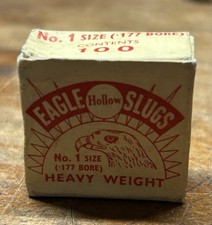 No. 1 SIZE (·177 BORE)
CONTENTS
100
EAGLE Hollow SLUGS
No. 1 SIZE
(·177 BORE)
HEAVY WEIGHT